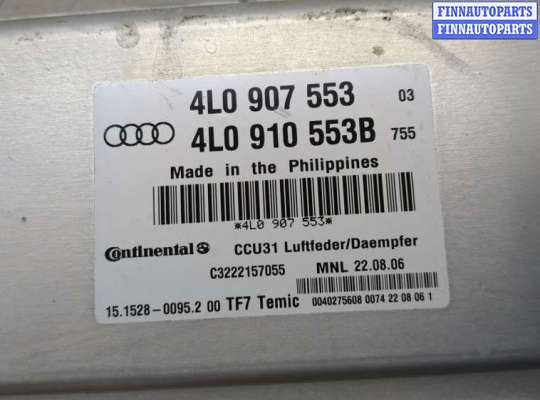 FINNAUTOPARTS
FINNAUTOPARTS
4L0 907 553 03
4L0 910 553B 755
Made in the Philippines
*4L0 907 553*
Continental CCU31 Luftfeder/Daempfer
C3222157055 MNL 22.08.06
15.1528-0095.2 00 TF7 Temic 0040275608 0074 22 08 06 1